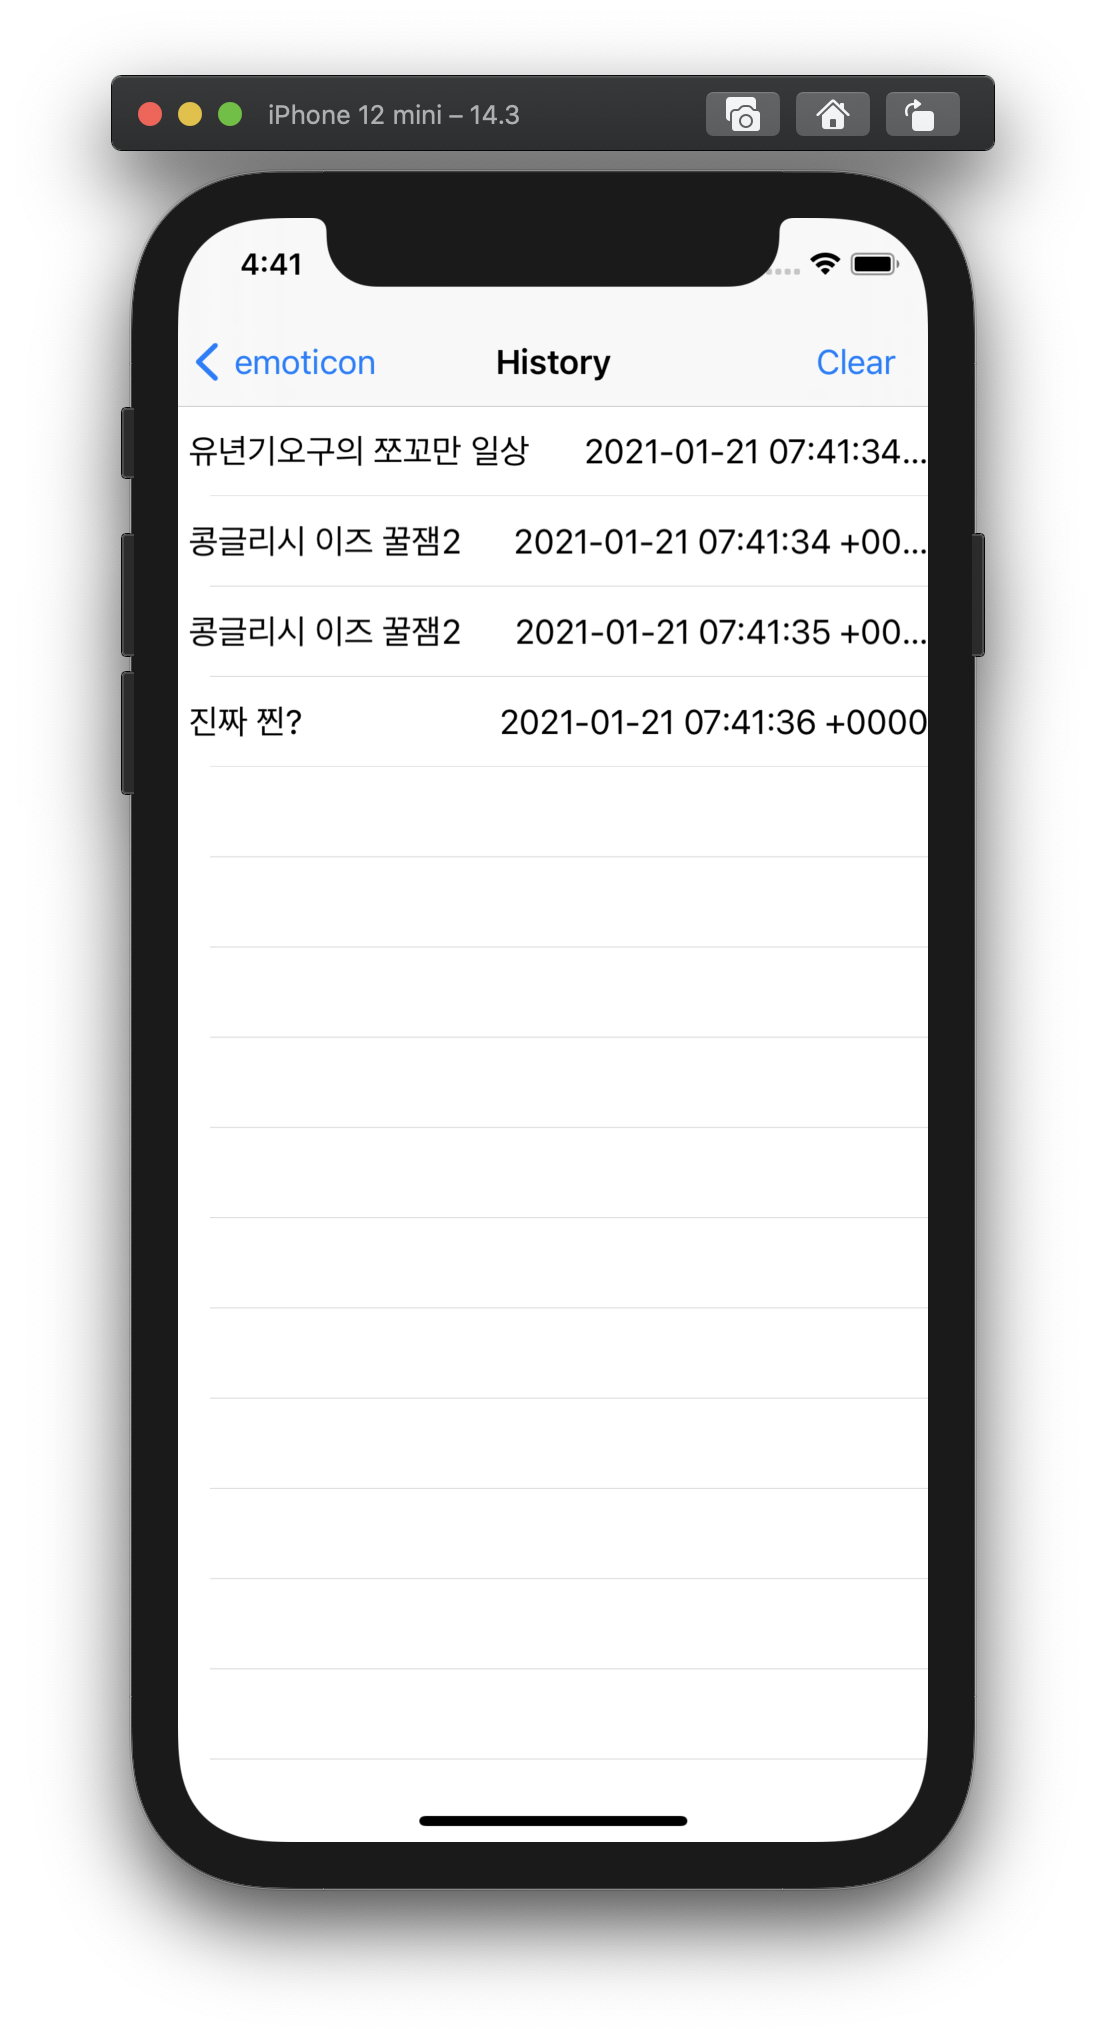 iPhone 12 mini – 14.3
4:41
emoticon History Clear
유년기오구의 쪼꼬만 일상 2021-01-21 07:41:34...
콩글리시 이즈 꿀잼2 2021-01-21 07:41:34 +00...
콩글리시 이즈 꿀잼2 2021-01-21 07:41:35 +00...
진짜 찐? 2021-01-21 07:41:36 +0000